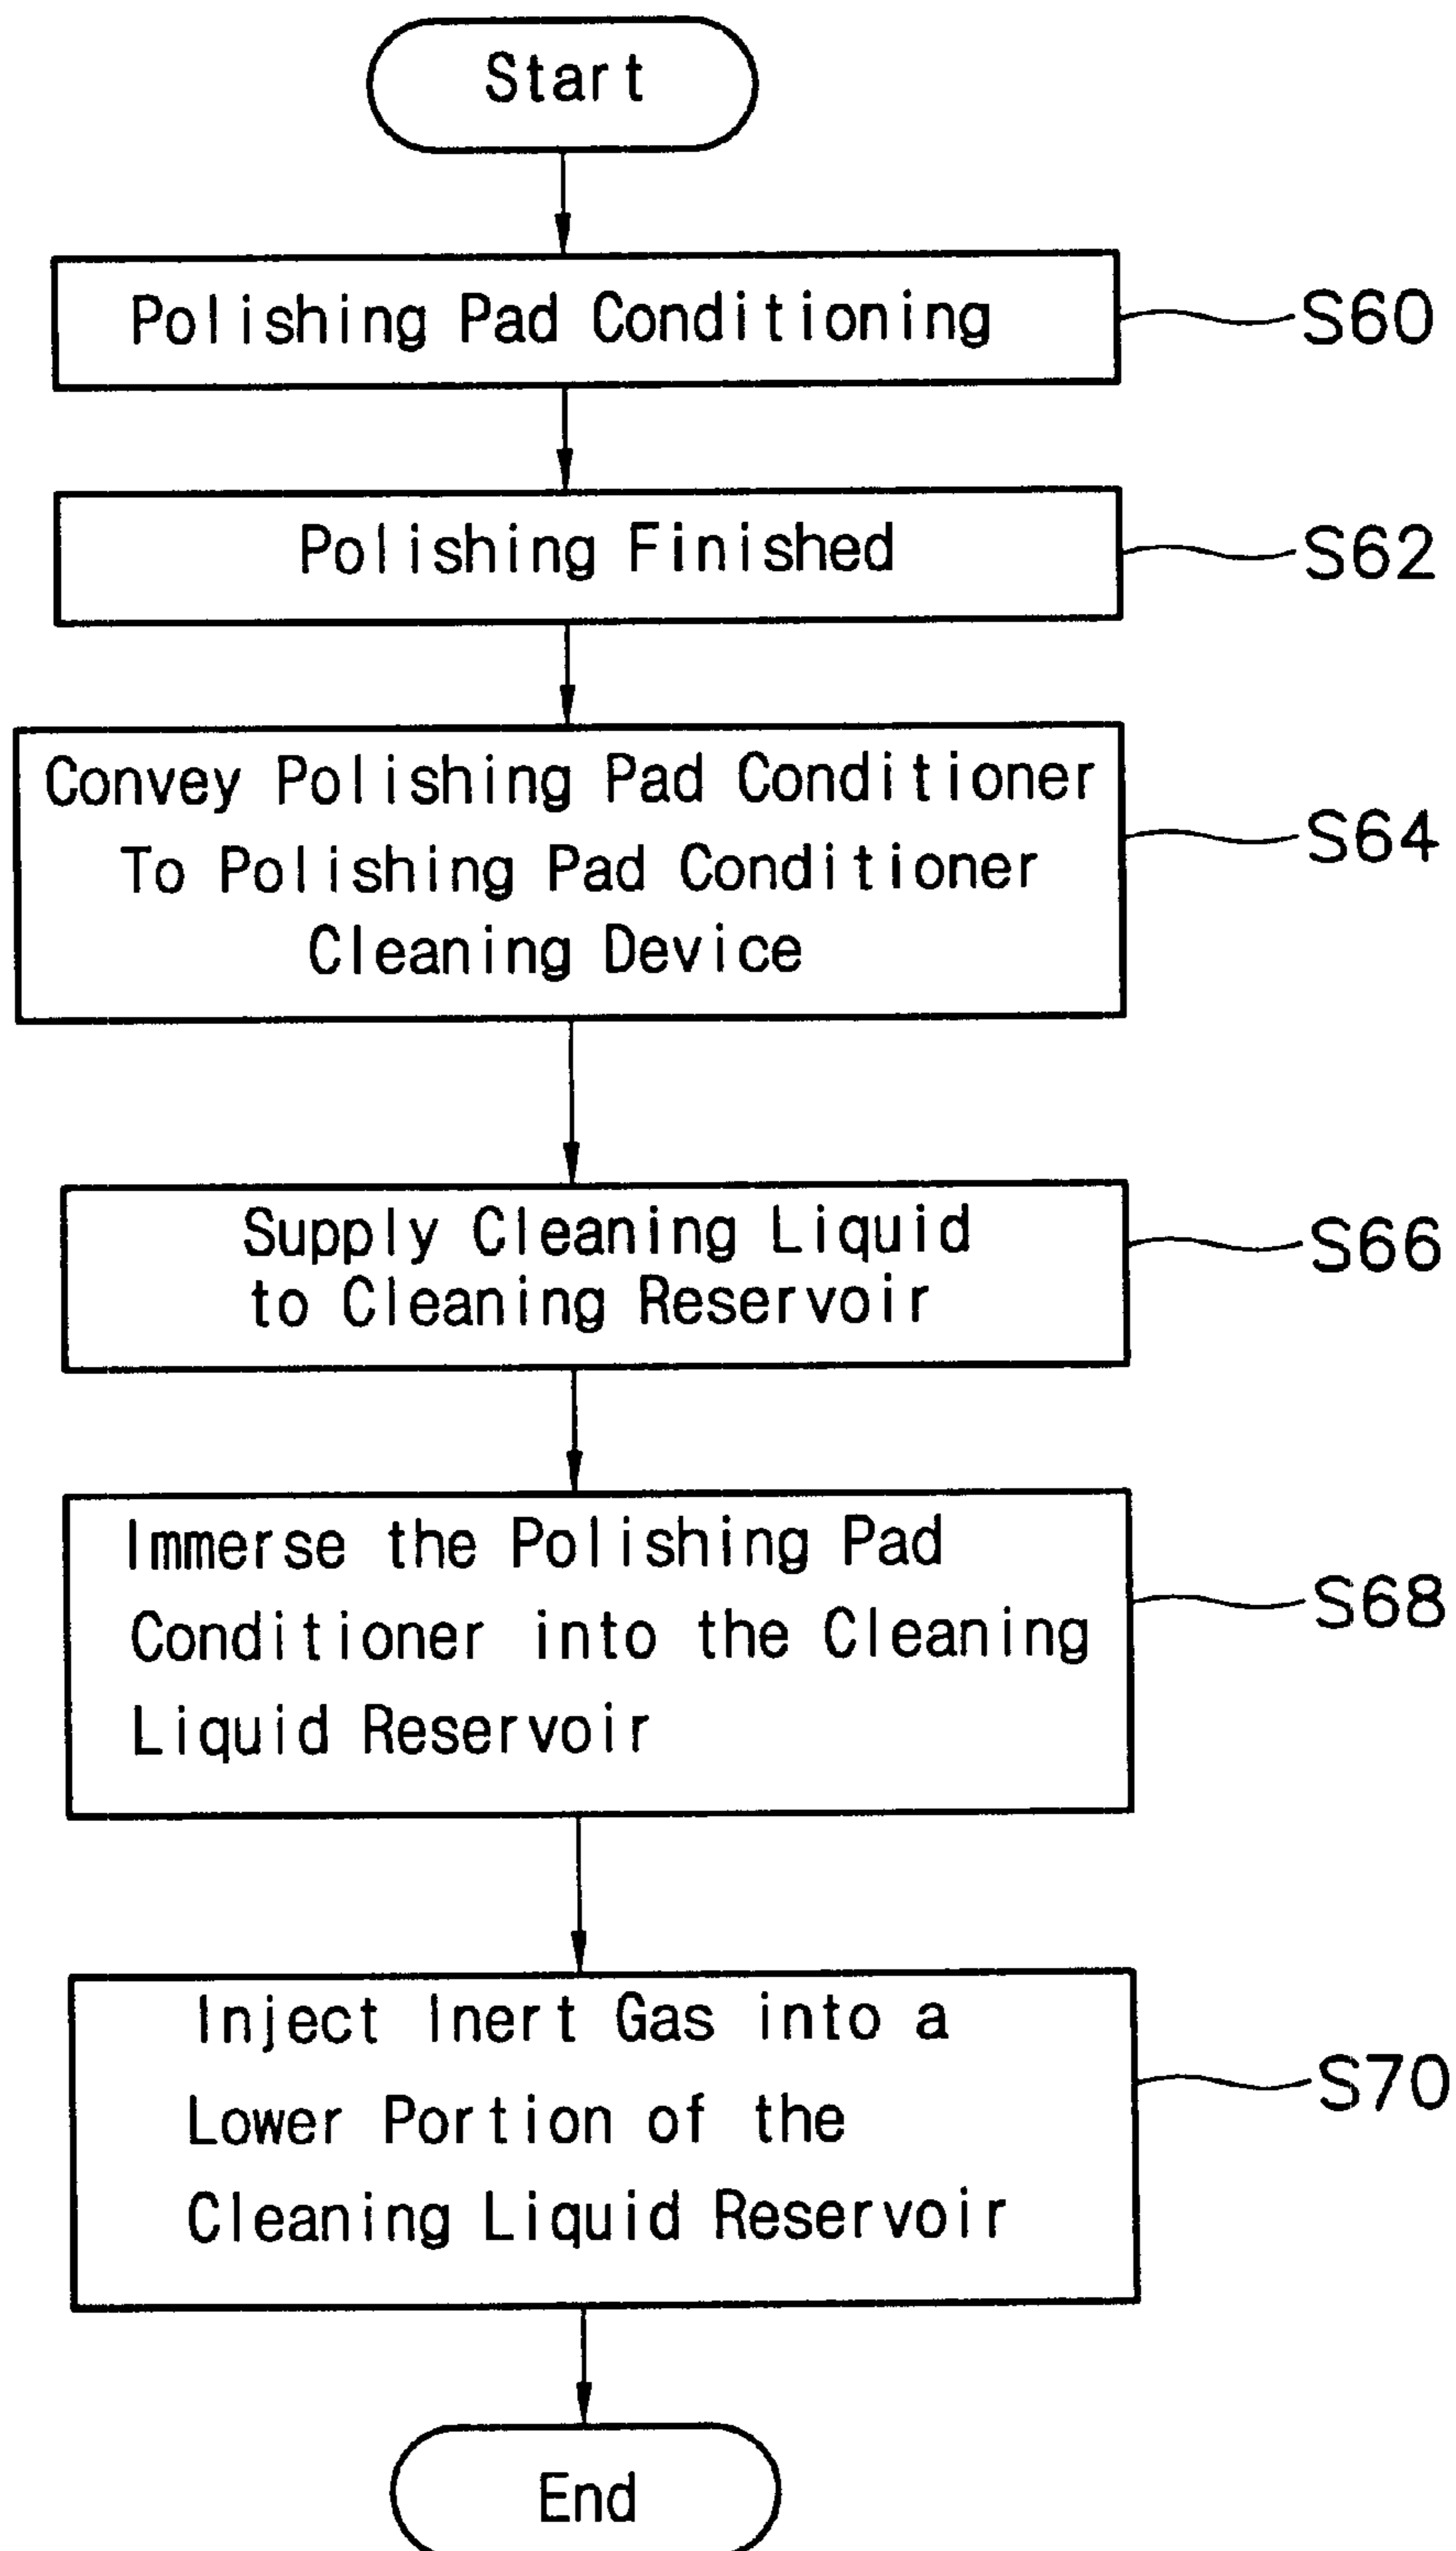 Start
Polishing Pad Conditioning
S60
Polishing Finished
S62
Convey Polishing Pad Conditioner
To Polishing Pad Conditioner
Cleaning Device
S64
Supply Cleaning Liquid
to Cleaning Reservoir
S66
Immerse the Polishing Pad
Conditioner into the Cleaning
Liquid Reservoir
S68
Inject Inert Gas into a
Lower Portion of the
Cleaning Liquid Reservoir
S70
End